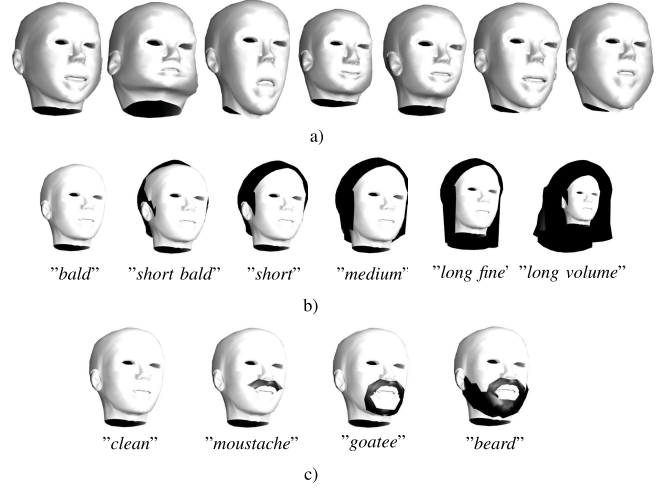 a)
”bald” ”short bald” ”short” ”medium” ”long fine’ ”long volume”
b)
”clean” ”moustache” ”goatee” ”beard”
c)